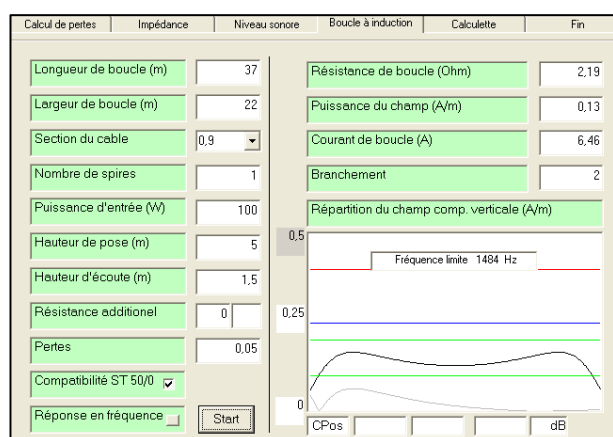 Calcul de pertes Impédance Niveau sonore Boucle à induction Calculette Fin
Longueur de boucle (m) 37
Largeur de boucle (m) 22
Section du cable 0,9
Nombre de spires 1
Puissance d'entrée (W) 100
Hauteur de pose (m) 5
Hauteur d'écoute (m) 1,5
Résistance additionel 0
Pertes 0,05
Compatibilité ST 50/0
Réponse en fréquence
Start
Résistance de boucle (Ohm) 2,19
Puissance du champ (A/m) 0,13
Courant de boucle (A) 6,46
Branchement 2
Répartition du champ comp. verticale (A/m)
0,5
Fréquence limite 1484 Hz
0,25
0
CPos dB